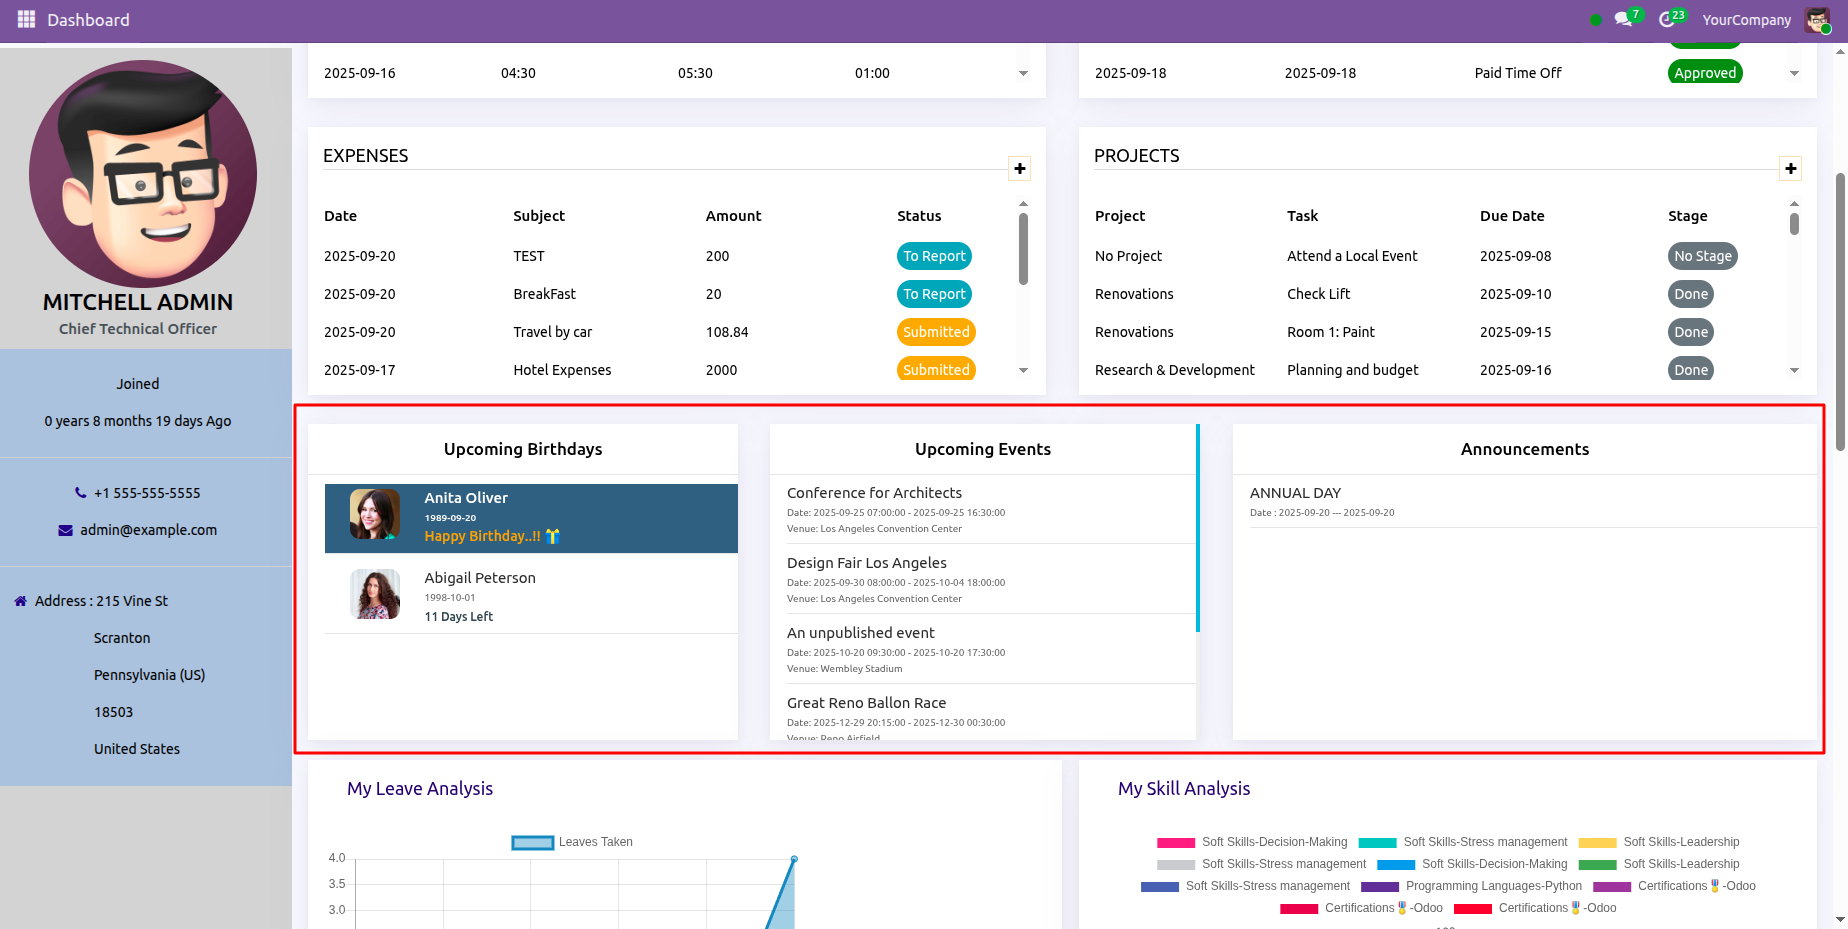 Dashboard
7
23
YourCompany
MITCHELL ADMIN
Chief Technical Officer
Joined
0 years 8 months 19 days Ago
+1 555-555-5555
admin@example.com
Address : 215 Vine St
Scranton
Pennsylvania (US)
18503
United States
2025-09-16 04:30 05:30 01:00
2025-09-18 2025-09-18 Paid Time Off Approved
EXPENSES
Date Subject Amount Status
2025-09-20 TEST 200 To Report
2025-09-20 BreakFast 20 To Report
2025-09-20 Travel by car 108.84 Submitted
2025-09-17 Hotel Expenses 2000 Submitted
PROJECTS
Project Task Due Date Stage
No Project Attend a Local Event 2025-09-08 No Stage
Renovations Check Lift 2025-09-10 Done
Renovations Room 1: Paint 2025-09-15 Done
Research & Development Planning and budget 2025-09-16 Done
Upcoming Birthdays
Anita Oliver
1989-09-20
Happy Birthday..!!
Abigail Peterson
1998-10-01
11 Days Left
Upcoming Events
Conference for Architects
Date: 2025-09-25 07:00:00 - 2025-09-25 16:30:00
Venue: Los Angeles Convention Center
Design Fair Los Angeles
Date: 2025-09-30 08:00:00 - 2025-10-04 18:00:00
Venue: Los Angeles Convention Center
An unpublished event
Date: 2025-10-20 09:30:00 - 2025-10-20 17:30:00
Venue: Wembley Stadium
Great Reno Ballon Race
Date: 2025-12-29 20:15:00 - 2025-12-30 00:30:00
Venue: Reno Airfield
Announcements
ANNUAL DAY
Date : 2025-09-20 --- 2025-09-20
My Leave Analysis
Leaves Taken
4.0
3.5
3.0
My Skill Analysis
Soft Skills-Decision-Making Soft Skills-Stress management Soft Skills-Leadership
Soft Skills-Stress management Soft Skills-Decision-Making Soft Skills-Leadership
Soft Skills-Stress management Programming Languages-Python Certifications🎖-Odoo
Certifications🎖-Odoo Certifications🎖-Odoo